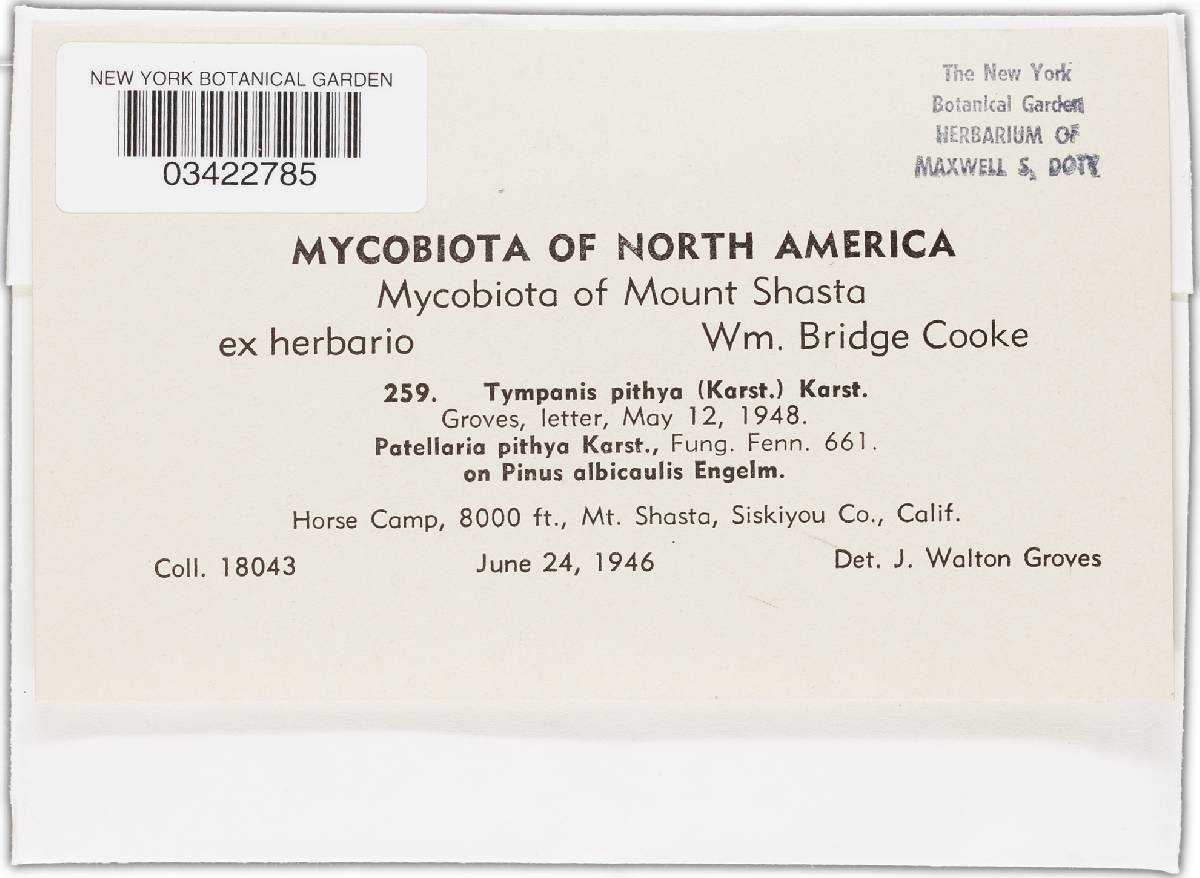 NEW YORK BOTANICAL GARDEN
03422785
The New York
Botanical Garden
HERBARIUM OF
MAXWELL S. DOTY
MYCOBIOTA OF NORTH AMERICA
Mycobiota of Mount Shasta
ex herbario Wm. Bridge Cooke
259. Tympanis pithya (Karst.) Karst.
Groves, letter, May 12, 1948.
Patellaria pithya Karst., Fung. Fenn. 661.
on Pinus albicaulis Engelm.
Horse Camp, 8000 ft., Mt. Shasta, Siskiyou Co., Calif.
Coll. 18043 June 24, 1946 Det. J. Walton Groves